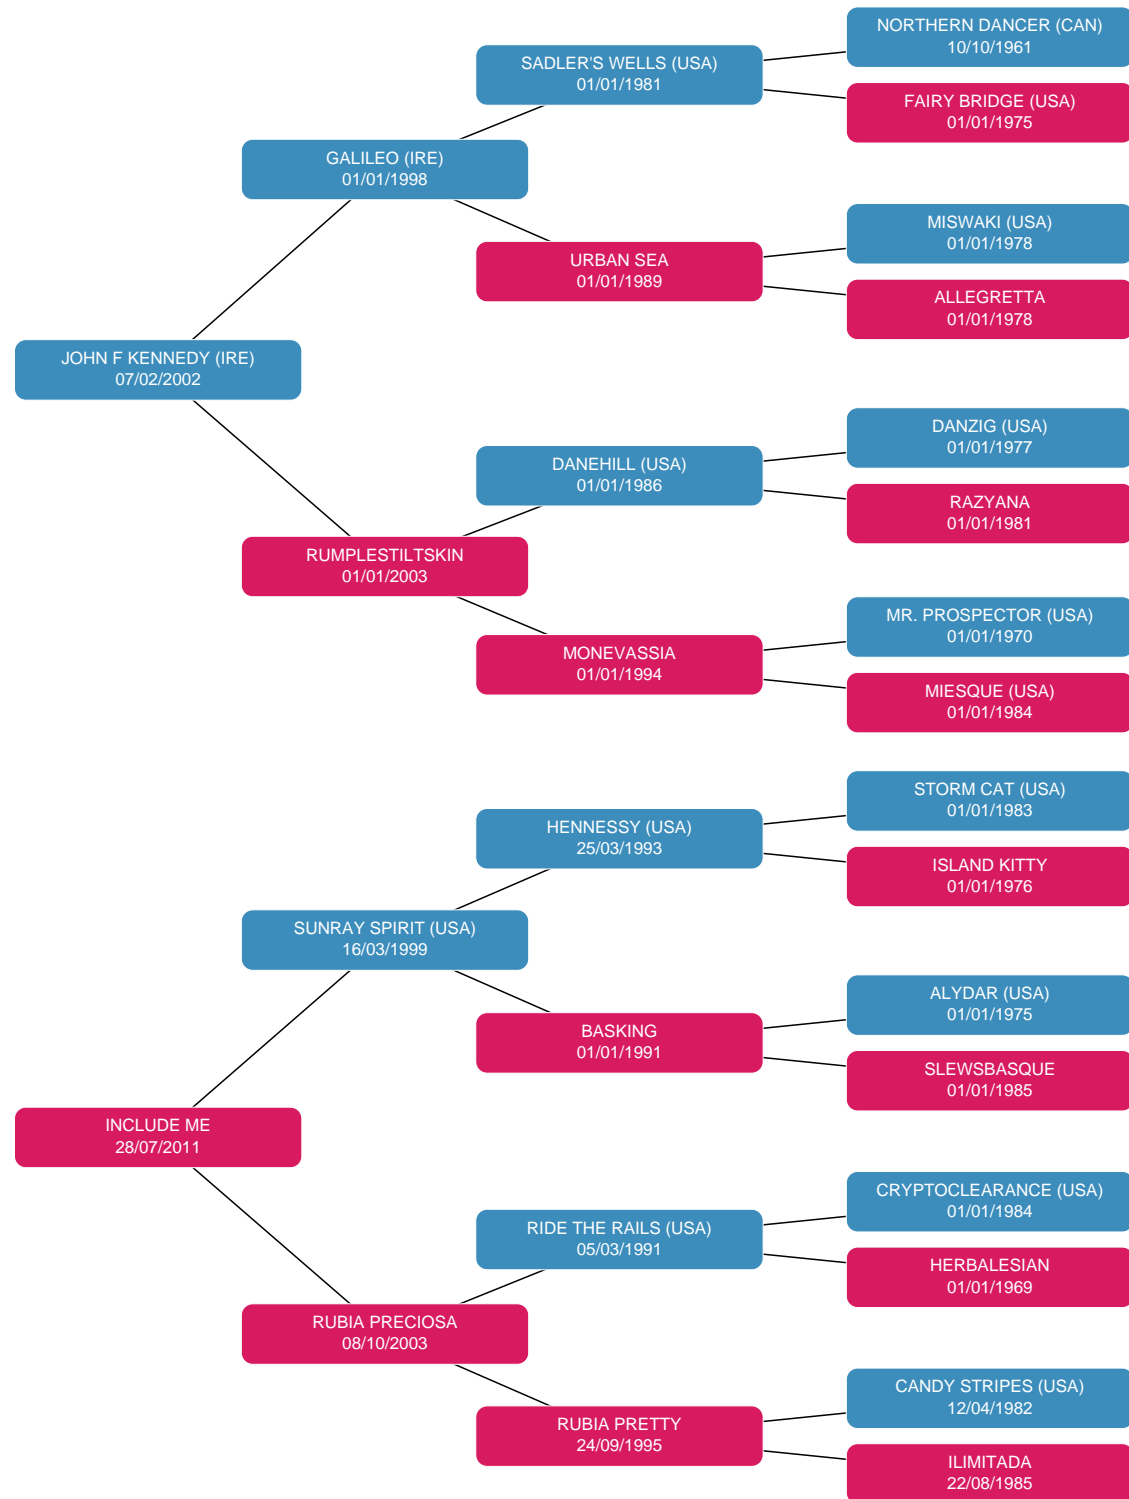 NORTHERN DANCER (CAN)
10/10/1961
SADLER'S WELLS (USA)
01/01/1981
FAIRY BRIDGE (USA)
01/01/1975
GALILEO (IRE)
01/01/1998
MISWAKI (USA)
01/01/1978
URBAN SEA
01/01/1989
ALLEGRETTA
01/01/1978
JOHN F KENNEDY (IRE)
07/02/2002
DANZIG (USA)
01/01/1977
DANEHILL (USA)
01/01/1986
RAZYANA
01/01/1981
RUMPLESTILTSKIN
01/01/2003
MR. PROSPECTOR (USA)
01/01/1970
MONEVASSIA
01/01/1994
MIESQUE (USA)
01/01/1984
STORM CAT (USA)
01/01/1983
HENNESSY (USA)
25/03/1993
ISLAND KITTY
01/01/1976
SUNRAY SPIRIT (USA)
16/03/1999
ALYDAR (USA)
01/01/1975
BASKING
01/01/1991
SLEWSBASQUE
01/01/1985
INCLUDE ME
28/07/2011
CRYPTOCLEARANCE (USA)
01/01/1984
RIDE THE RAILS (USA)
05/03/1991
HERBALESIAN
01/01/1969
RUBIA PRECIOSA
08/10/2003
CANDY STRIPES (USA)
12/04/1982
RUBIA PRETTY
24/09/1995
ILIMITADA
22/08/1985